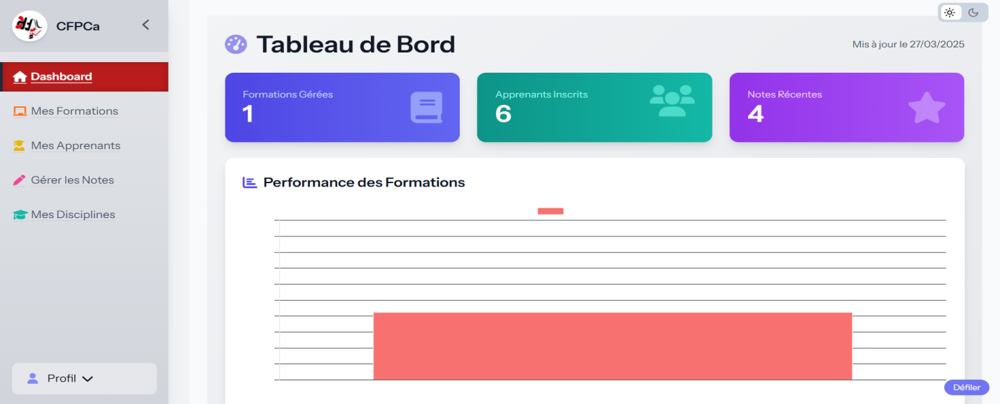 CFPCa
Dashboard
Mes Formations
Mes Apprenants
Gérer les Notes
Mes Disciplines
Profil
Tableau de Bord
Mis à jour le 27/03/2025
Formations Gérées
1
Apprenants Inscrits
6
Notes Récentes
4
Performance des Formations
Défiler